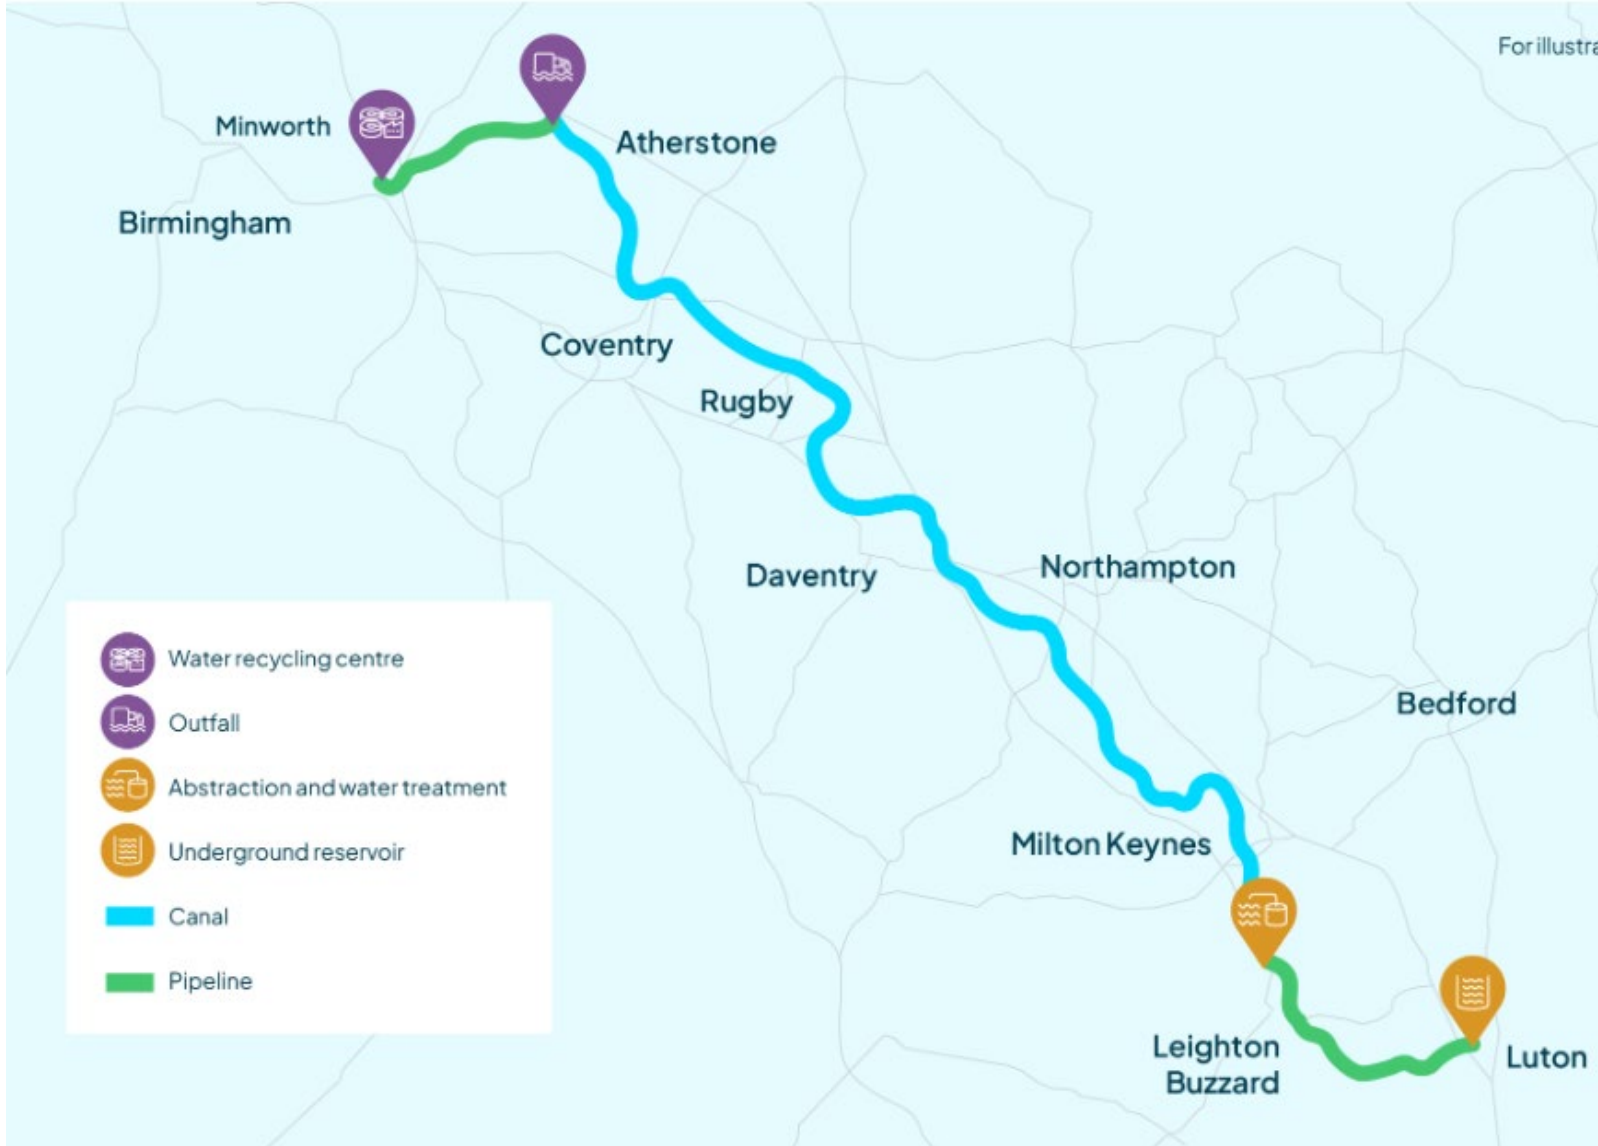 For illustra
Minworth
Atherstone
Birmingham
Coventry
Rugby
Northampton
Daventry
Water recycling centre
Bedford
Outfall
Abstraction and water treatment
Milton Keynes
Underground reservoir
Canal
Pipeline
Leighton
Buzzard
Luton